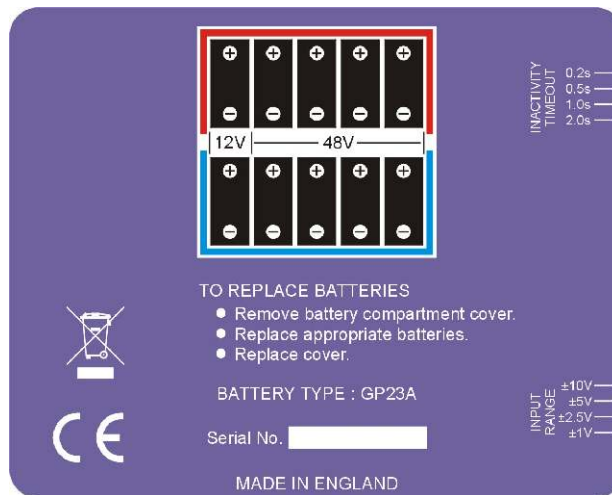 + + + + +
− − − − −
12V 48V
+ + + + +
− − − − −
INACTIVITY
TIMEOUT
0.2s
0.5s
1.0s
2.0s
TO REPLACE BATTERIES
● Remove battery compartment cover.
● Replace appropriate batteries.
● Replace cover.
BATTERY TYPE : GP23A
INPUT
RANGE
±10V
±5V
±2.5V
±1V
CE
Serial No.
MADE IN ENGLAND